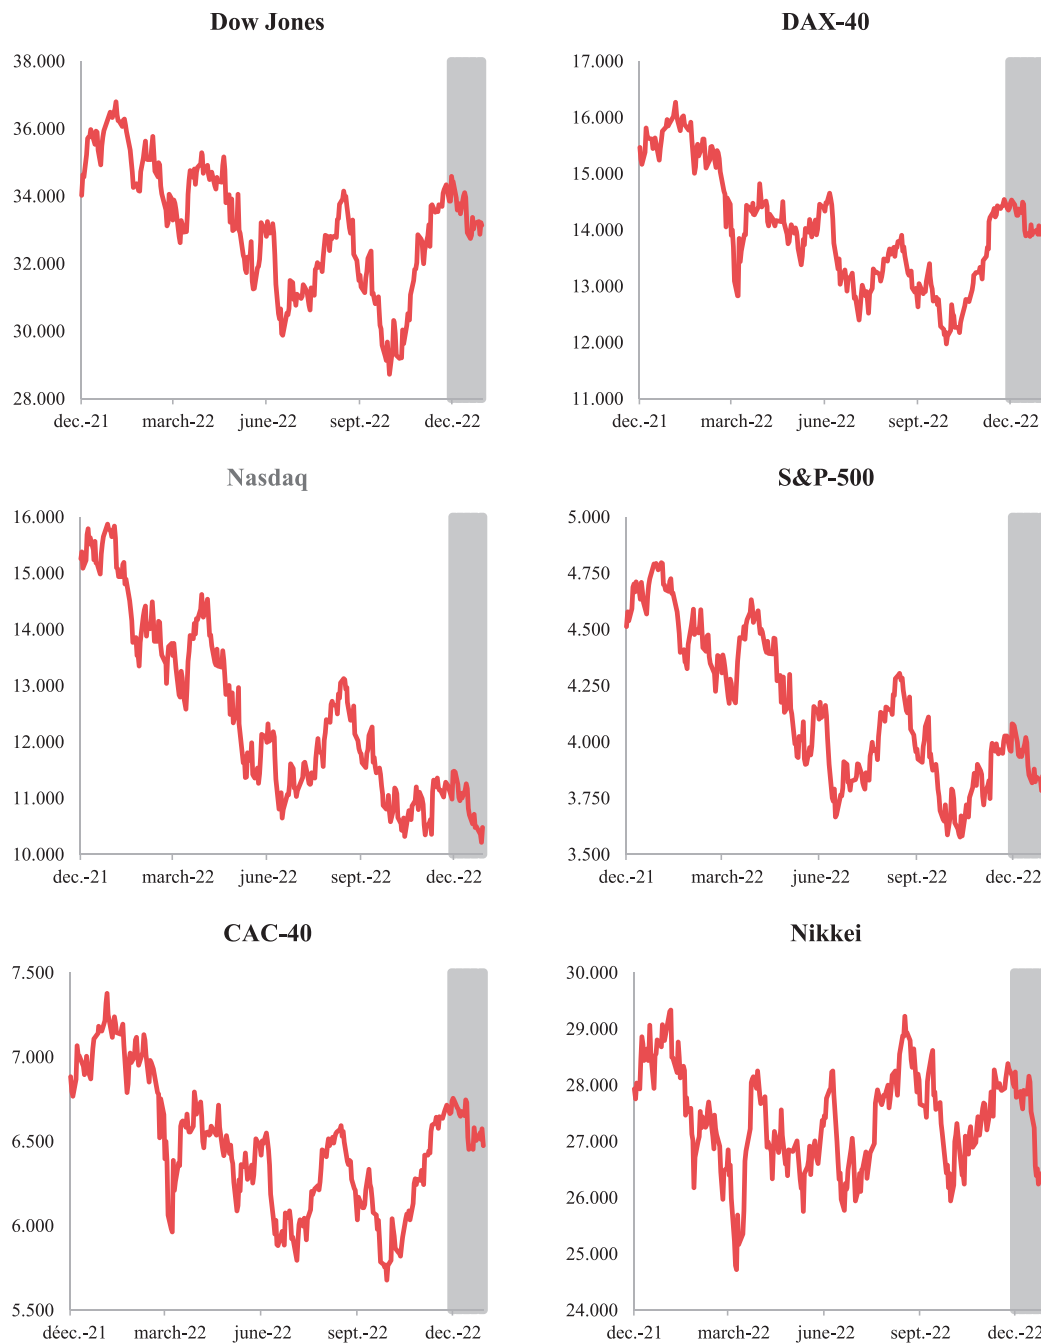 Dow Jones
38.000
36.000
34.000
32.000
30.000
28.000
dec.-21
march-22
june-22
sept.-22
dec.-22
DAX-40
17.000
16.000
15.000
14.000
13.000
12.000
11.000
dec.-21
march-22
june-22
sept.-22
dec.-22
Nasdaq
16.000
15.000
14.000
13.000
12.000
11.000
10.000
dec.-21
march-22
june-22
sept.-22
dec.-22
S&P-500
5.000
4.750
4.500
4.250
4.000
3.750
3.500
dec.-21
march-22
june-22
sept.-22
dec.-22
CAC-40
7.500
7.000
6.500
6.000
5.500
déec.-21
march-22
june-22
sept.-22
dec.-22
Nikkei
30.000
29.000
28.000
27.000
26.000
25.000
24.000
dec.-21
march-22
june-22
sept.-22
dec.-22